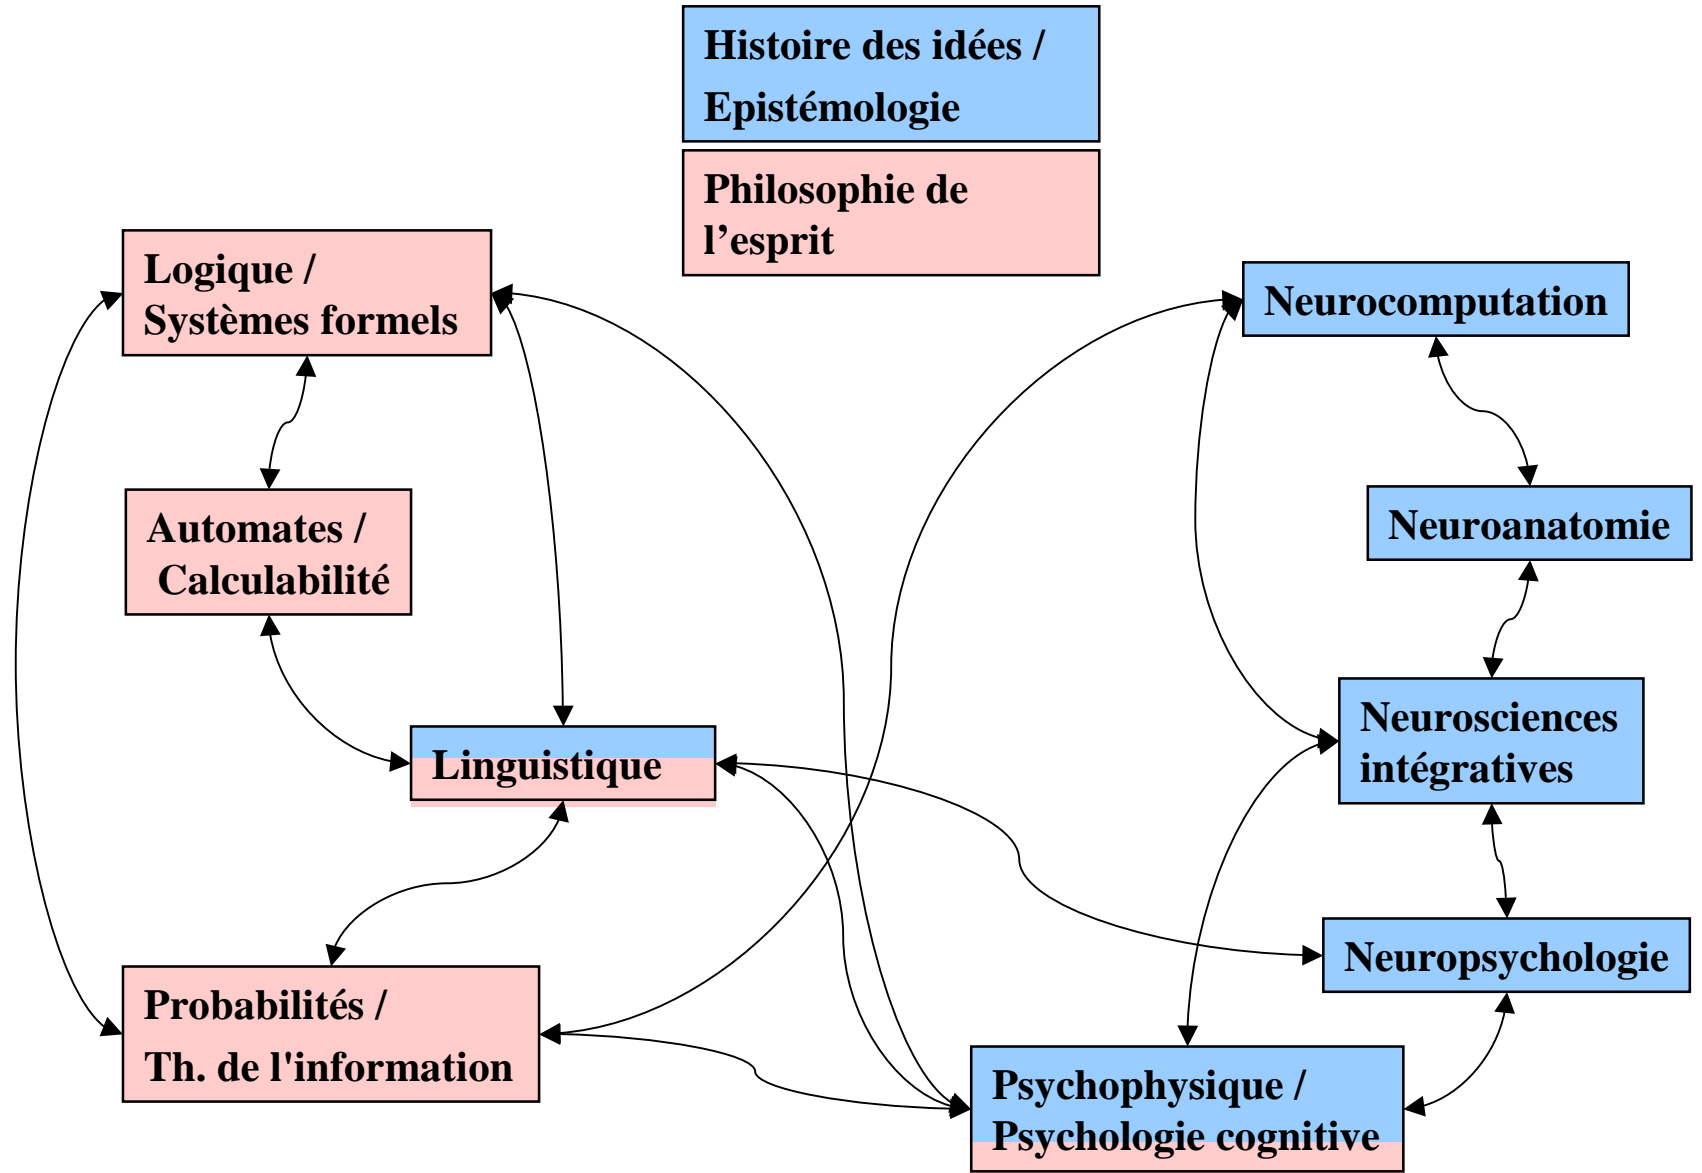 Histoire des idées /
Epistémologie
Philosophie de
l’esprit
Logique /
Systèmes formels
Neurocomputation
Automates /
Calculabilité
Neuroanatomie
Linguistique
Neurosciences
intégratives
Neuropsychologie
Probabilités /
Th. de l'information
Psychophysique /
Psychologie cognitive